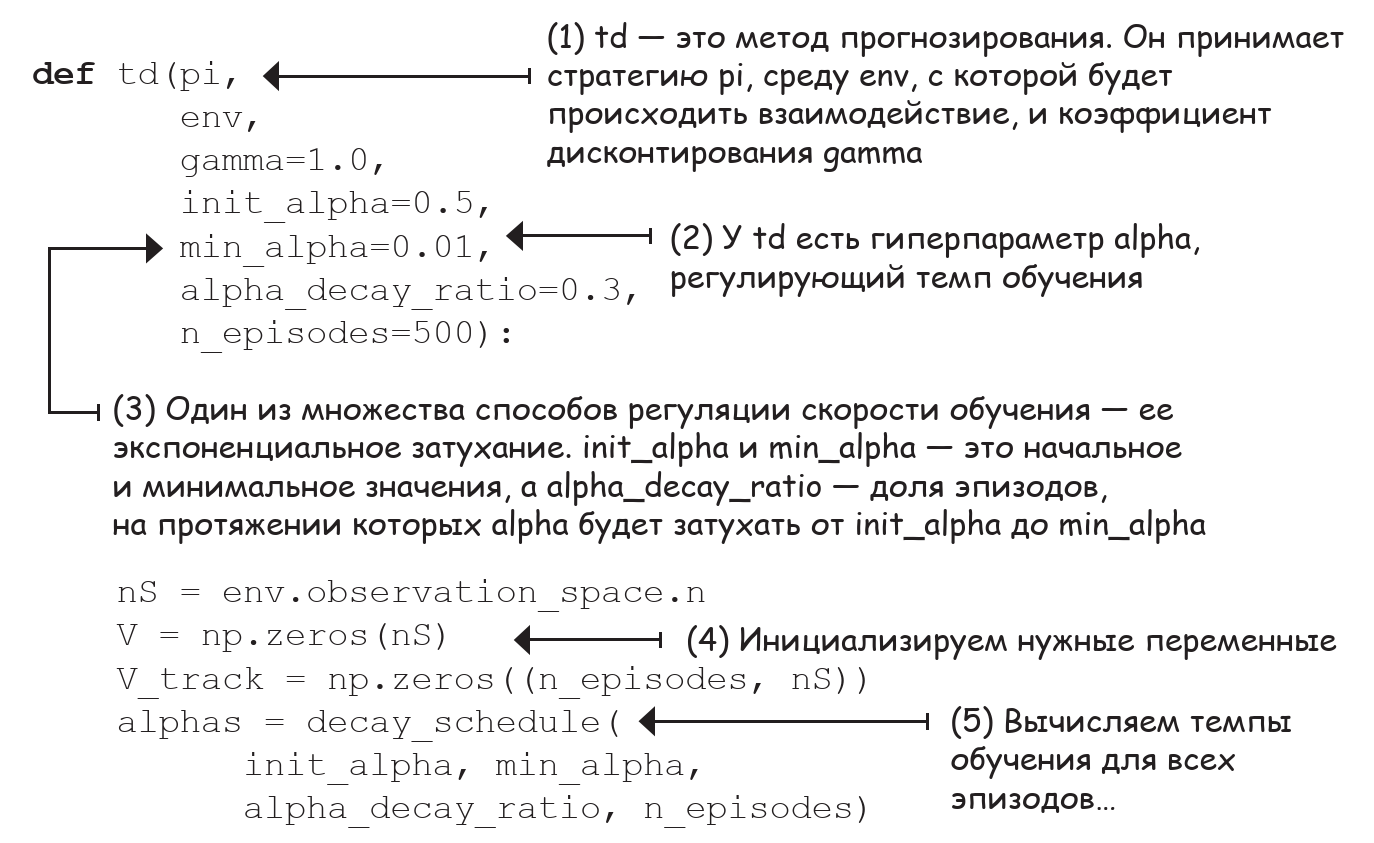 (1) td — это метод прогнозирования. Он принимает
стратегию pi, среду env, с которой будет
происходить взаимодействие, и коэффициент
дисконтирования gamma
def td(pi,
env,
gamma=1.0,
init_alpha=0.5,
min_alpha=0.01,
alpha_decay_ratio=0.3,
n_episodes=500):
(2) У td есть гиперпараметр alpha,
регулирующий темп обучения
(3) Один из множества способов регуляции скорости обучения — ее
экспоненциальное затухание. init_alpha и min_alpha — это начальное
и минимальное значения, а alpha_decay_ratio — доля эпизодов,
на протяжении которых alpha будет затухать от init_alpha до min_alpha
nS = env.observation_space.n
V = np.zeros(nS)
(4) Инициализируем нужные переменные
V_track = np.zeros((n_episodes, nS))
alphas = decay_schedule(
init_alpha, min_alpha,
alpha_decay_ratio, n_episodes)
(5) Вычисляем темпы
обучения для всех
эпизодов…